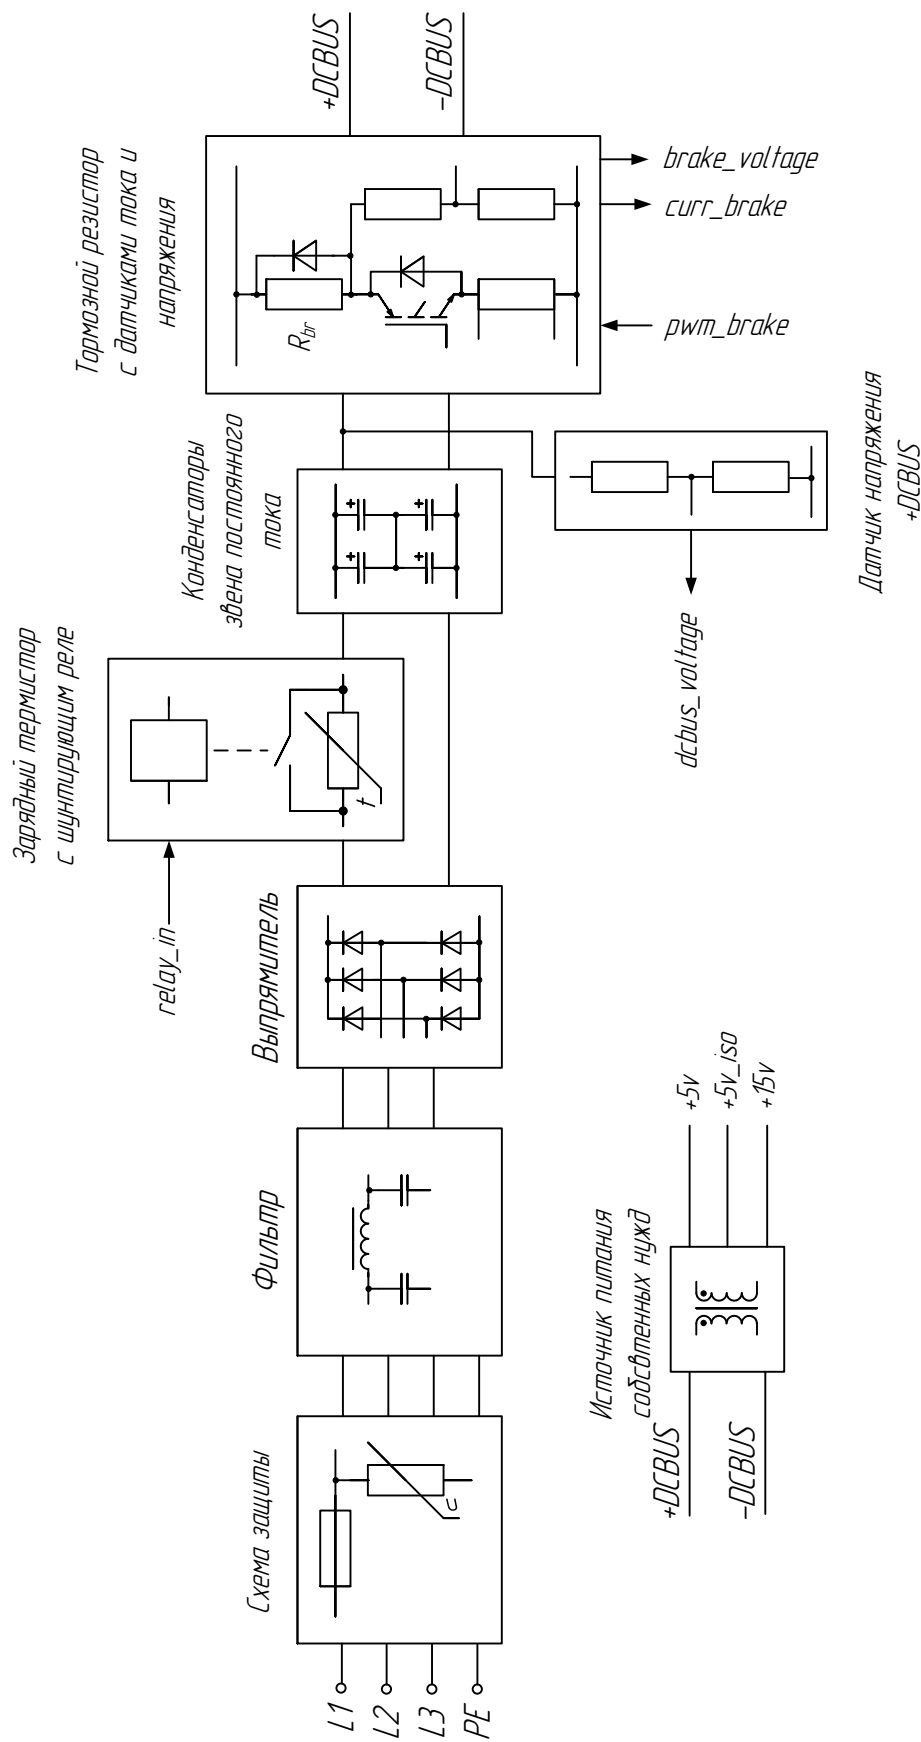 L1
L2
L3
PE
Схема защиты
U
Фильтр
Выпрямитель
relay_in
Зарядный термистор
с шунтирующим реле
t
Конденсаторы
звена постоянного
тока
+
+
+
+
Тормозной резистор
с датчиками тока и
напряжения
Rbr
+DCBUS
-DCBUS
brake_voltage
curr_brake
pwm_brake
Датчик напряжения
+DCBUS
dcbus_voltage
Источник питания
собсвтенных нужд
+DCBUS
-DCBUS
+5v
+5v_iso
+15v